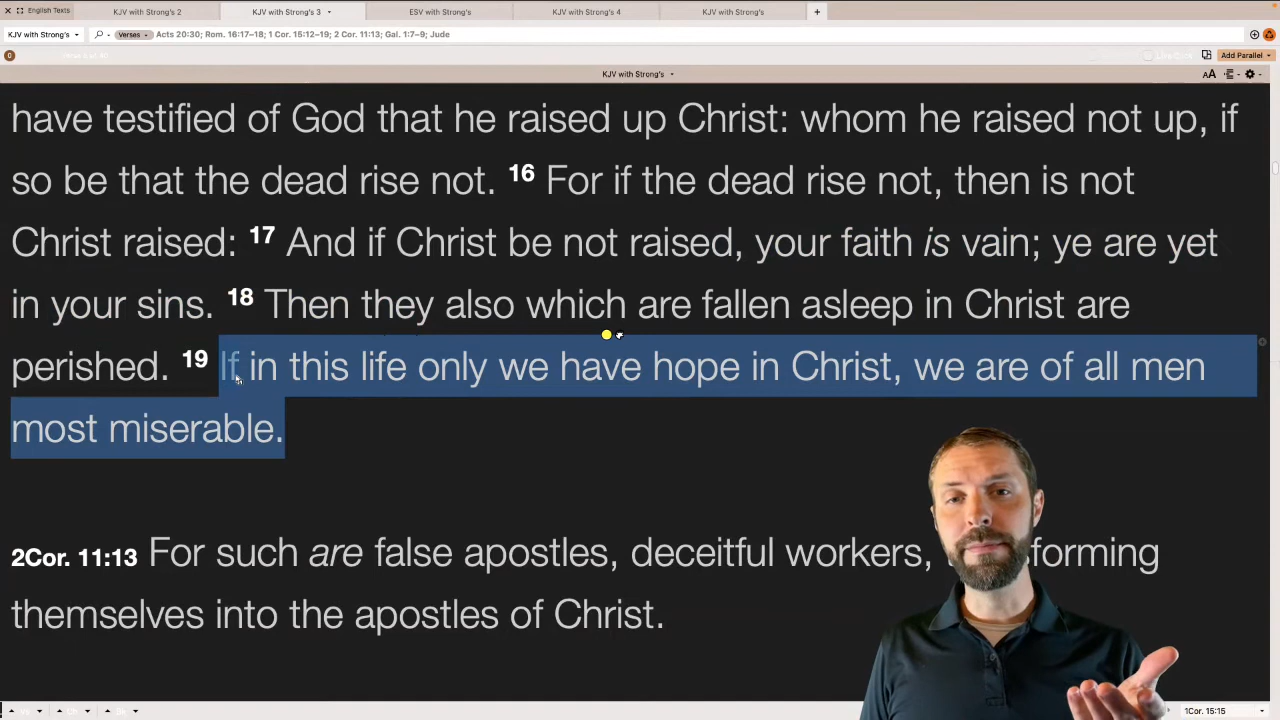 English Texts
KJV with Strong's 2
KJV with Strong's 3
ESV with Strong's
KJV with Strong's 4
KJV with Strong's
KJV with Strong's
Verses
Acts 20:30; Rom. 16:17–18; 1 Cor. 15:12–19; 2 Cor. 11:13; Gal. 1:7–9; Jude
0
Add Parallel
KJV with Strong's
AA
have testified of God that he raised up Christ: whom he raised not up, if
so be that the dead rise not. 16 For if the dead rise not, then is not
Christ raised: 17 And if Christ be not raised, your faith is vain; ye are yet
in your sins. 18 Then they also which are fallen asleep in Christ are
perished. 19 If in this life only we have hope in Christ, we are of all men
most miserable.
2Cor. 11:13 For such are false apostles, deceitful workers, forming
themselves into the apostles of Christ.
1Cor. 15:15